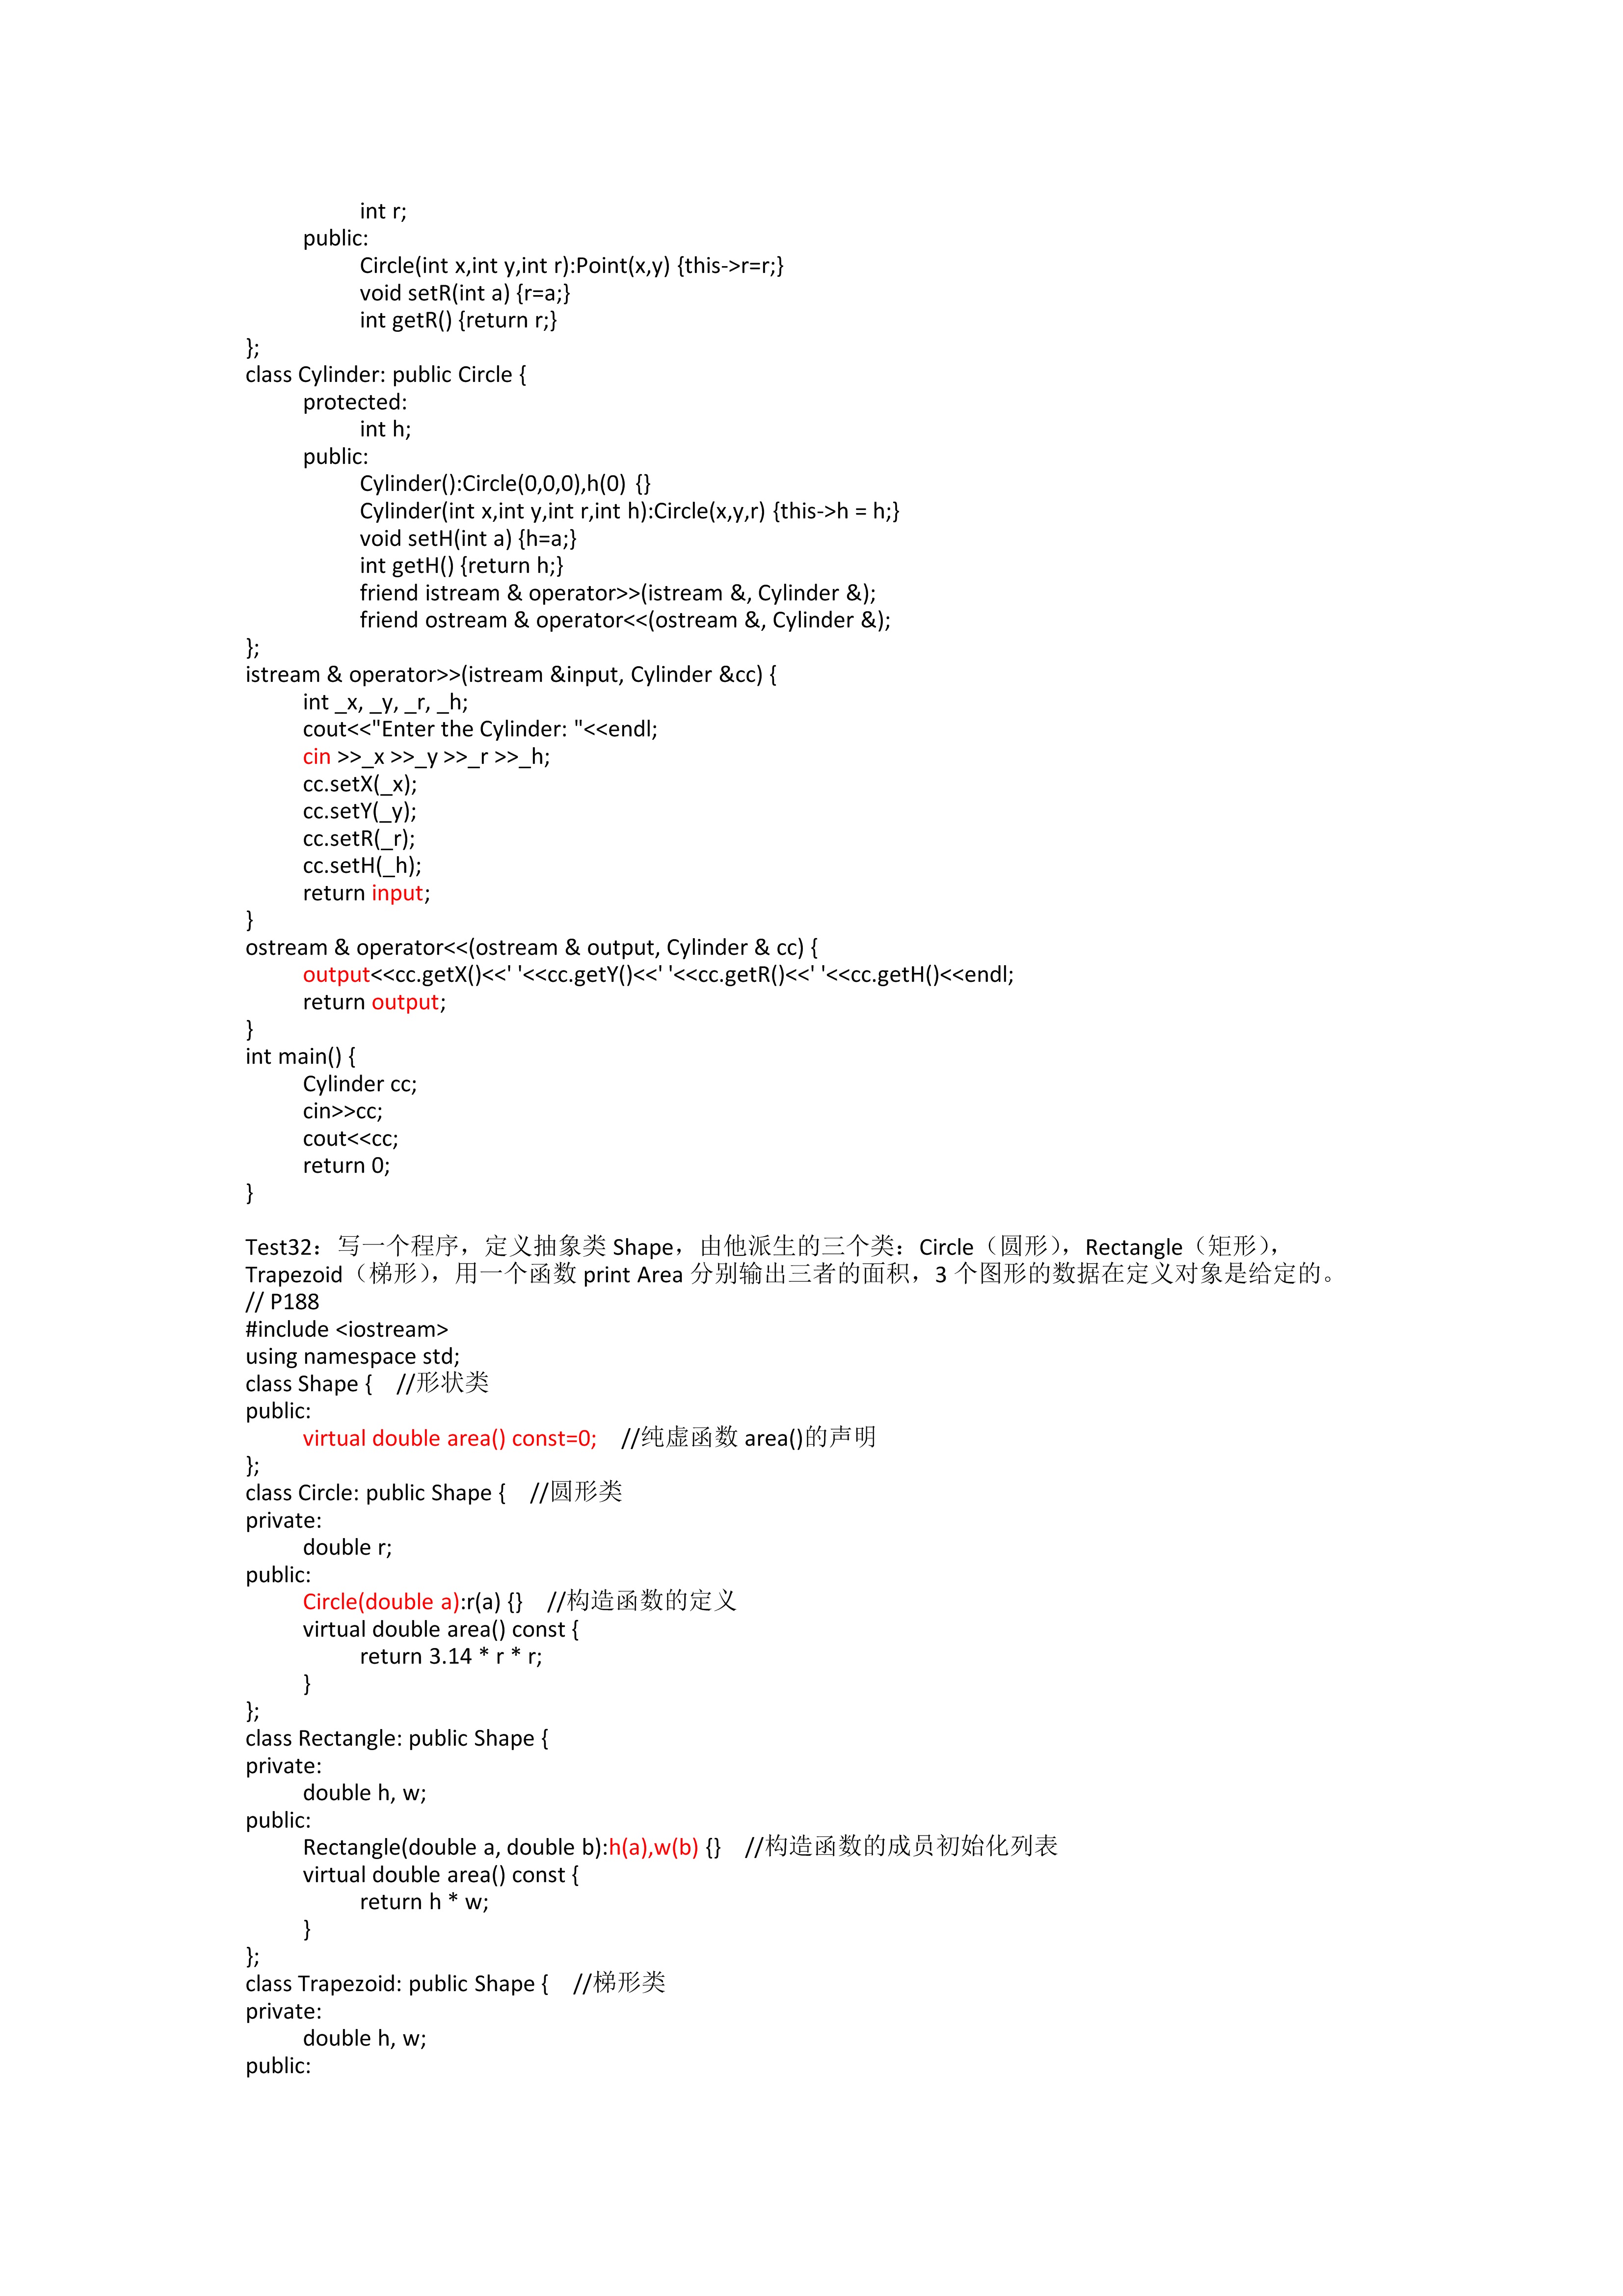 int r;
public:
Circle(int x,int y,int r):Point(x,y) {this->r=r;}
void setR(int a) {r=a;}
int getR() {return r;}
};
class Cylinder: public Circle {
protected:
int h;
public:
Cylinder():Circle(0,0,0),h(0) {}
Cylinder(int x,int y,int r,int h):Circle(x,y,r) {this->h = h;}
void setH(int a) {h=a;}
int getH() {return h;}
friend istream & operator>>(istream &, Cylinder &);
friend ostream & operator<<(ostream &, Cylinder &);
};
istream & operator>>(istream &input, Cylinder &cc) {
int _x, _y, _r, _h;
cout<<"Enter the Cylinder: "<<endl;
cin >>_x >>_y >>_r >>_h;
cc.setX(_x);
cc.setY(_y);
cc.setR(_r);
cc.setH(_h);
return input;
}
ostream & operator<<(ostream & output, Cylinder & cc) {
output<<cc.getX()<<' '<<cc.getY()<<' '<<cc.getR()<<' '<<cc.getH()<<endl;
return output;
}
int main() {
Cylinder cc;
cin>>cc;
cout<<cc;
return 0;
}
Test32：写一个程序，定义抽象类 Shape，由他派生的三个类：Circle（圆形），Rectangle（矩形），
Trapezoid（梯形），用一个函数 print Area 分别输出三者的面积，3 个图形的数据在定义对象是给定的。
// P188
#include <iostream>
using namespace std;
class Shape { //形状类
public:
virtual double area() const=0; //纯虚函数 area()的声明
};
class Circle: public Shape { //圆形类
private:
double r;
public:
Circle(double a):r(a) {} //构造函数的定义
virtual double area() const {
return 3.14 * r * r;
}
};
class Rectangle: public Shape {
private:
double h, w;
public:
Rectangle(double a, double b):h(a),w(b) {} //构造函数的成员初始化列表
virtual double area() const {
return h * w;
}
};
class Trapezoid: public Shape { //梯形类
private:
double h, w;
public: